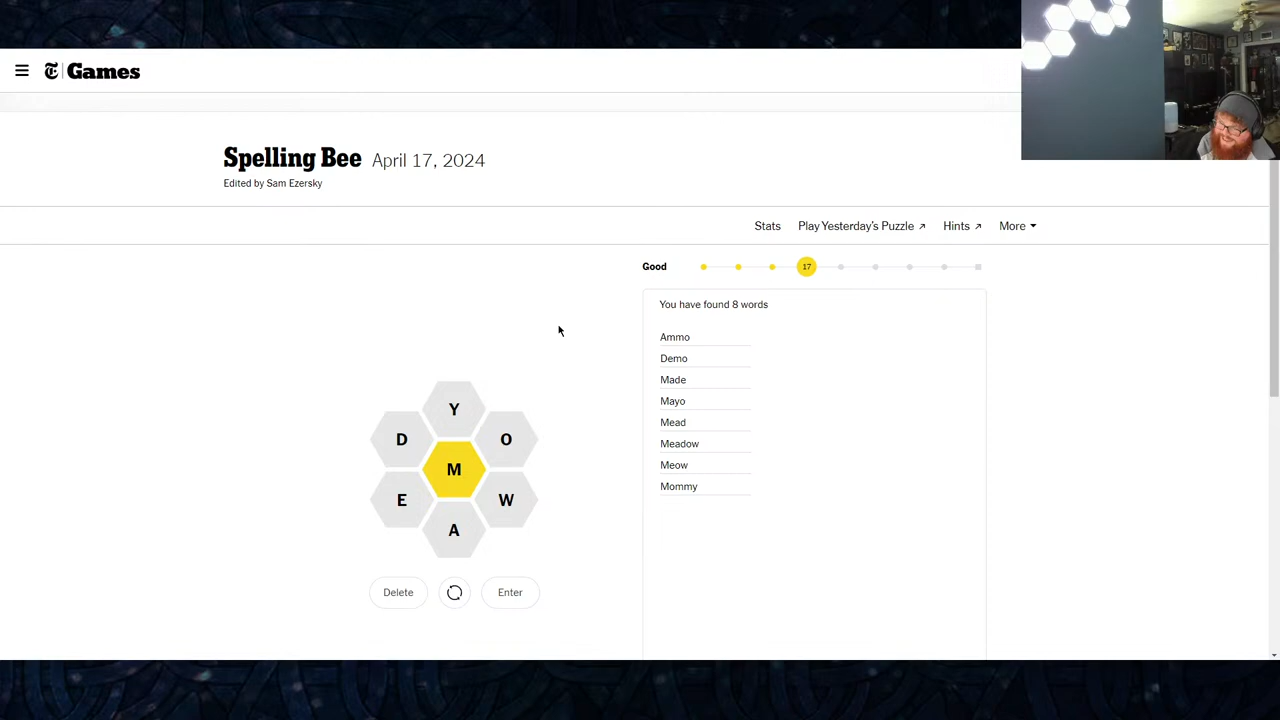 Games
Spelling Bee April 17, 2024
Edited by Sam Ezersky
Stats Play Yesterday's Puzzle Hints More
Good 17
You have found 8 words
Ammo
Demo
Made
Mayo
Mead
Meadow
Meow
Mommy
Y
D O
M
E W
A
Delete Enter